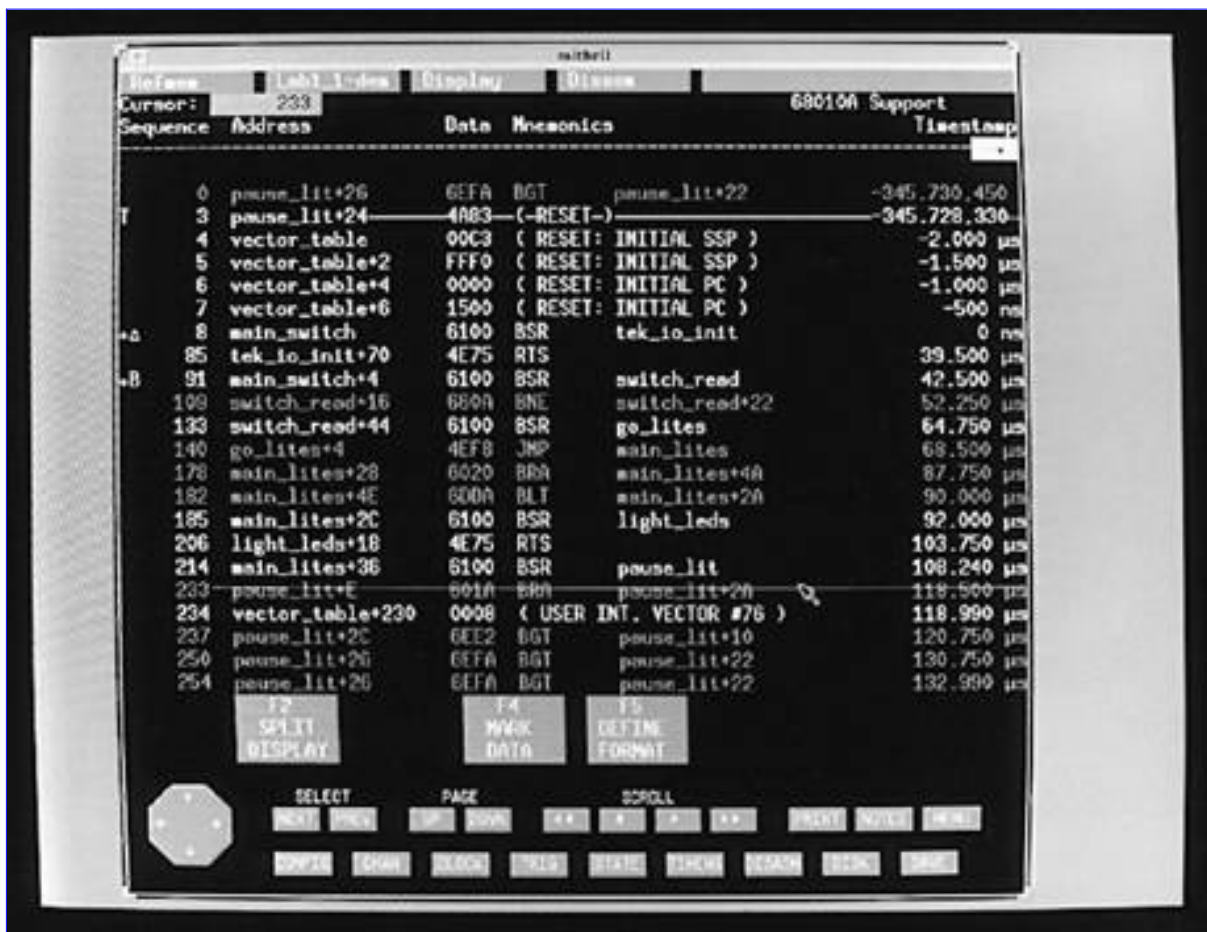 mithril
Refmem Display Disasm
Cursor: 233 68010A Support
Sequence Address Data Mnemonics Timestamp
0 pause_lit+26 6EFA BGT pause_lit+22 -345.730,450
T 3 pause_lit+24 4A83 (-RESET-) -345.728,330
4 vector_table 00C3 ( RESET: INITIAL SSP ) -2.000 µs
5 vector_table+2 FFF0 ( RESET: INITIAL SSP ) -1.500 µs
6 vector_table+4 0000 ( RESET: INITIAL PC ) -1.000 µs
7 vector_table+6 1500 ( RESET: INITIAL PC ) -500 ns
+Δ 8 main_switch 6100 BSR tek_io_init 0 ns
85 tek_io_init+70 4E75 RTS 39.500 µs
+B 91 main_switch+4 6100 BSR switch_read 42.500 µs
109 switch_read+16 660A BNE switch_read+22 52.250 µs
133 switch_read+44 6100 BSR go_lites 64.750 µs
140 go_lites+4 4EF8 JMP main_lites 68.500 µs
178 main_lites+28 6020 BRA main_lites+4A 87.750 µs
182 main_lites+4E 6DDA BLT main_lites+2A 90.000 µs
185 main_lites+2C 6100 BSR light_leds 92.000 µs
206 light_leds+18 4E75 RTS 103.750 µs
214 main_lites+36 6100 BSR pause_lit 108.240 µs
233 pause_lit+E 601A BRA pause_lit+2A 118.500 µs
234 vector_table+230 0008 ( USER INT. VECTOR #76 ) 118.990 µs
237 pause_lit+2C 6EE2 BGT pause_lit+10 120.750 µs
250 pause_lit+26 6EFA BGT pause_lit+22 130.750 µs
254 pause_lit+26 6EFA BGT pause_lit+22 132.990 µs
F2 F4 F5
SPLIT MARK DEFINE
DISPLAY DATA FORMAT
SELECT PAGE SCROLL
NEXT PREV UP DOWN PRINT NOTES MENU
CONFIG CHAN CLOCK TRIG STATE TIMING DISASM DISK SAVE